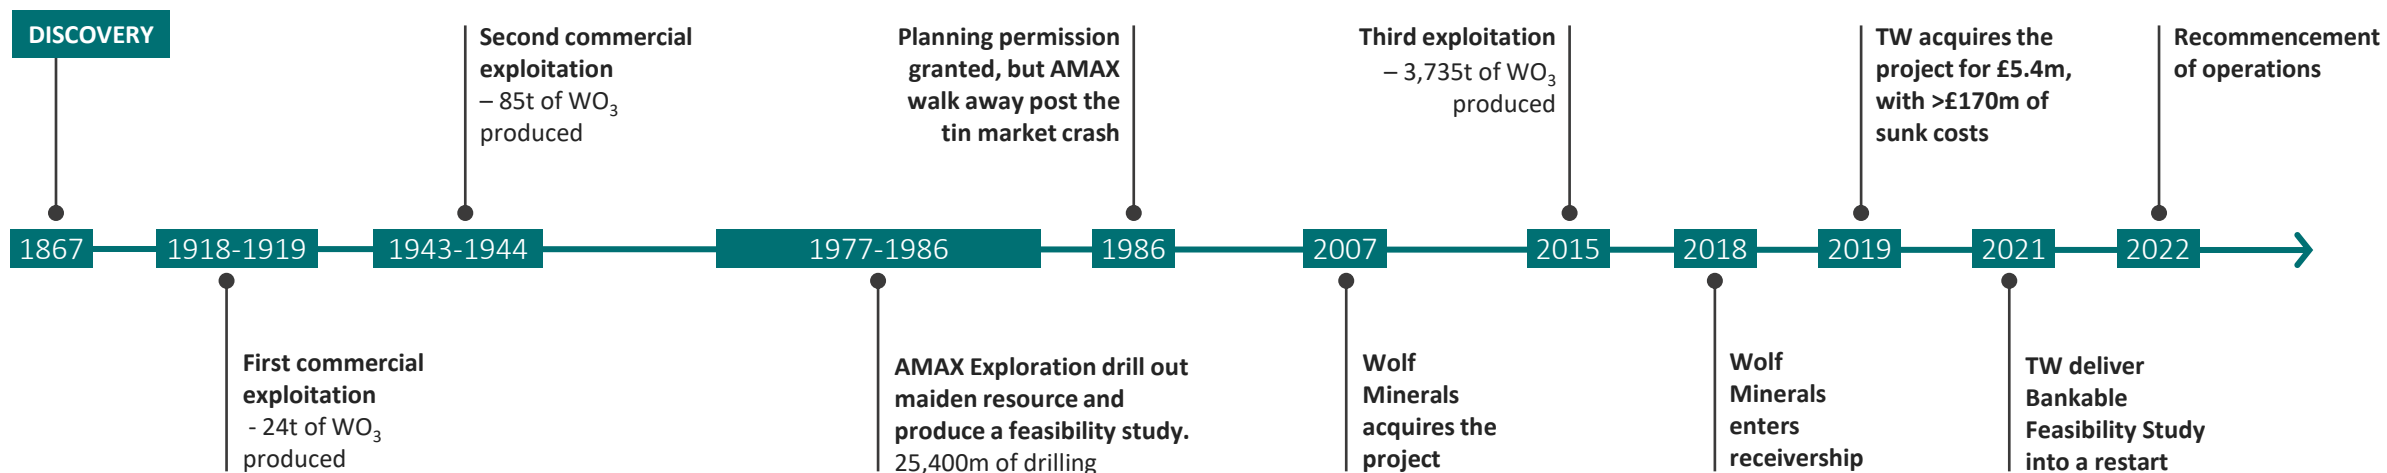 DISCOVERY
Second commercial
exploitation
– 85t of WO₃
produced
Planning permission
granted, but AMAX
walk away post the
tin market crash
Third exploitation
– 3,735t of WO₃
produced
TW acquires the
project for £5.4m,
with >£170m of
sunk costs
Recommencement
of operations
1867
1918-1919
1943-1944
1977-1986
1986
2007
2015
2018
2019
2021
2022
First commercial
exploitation
- 24t of WO₃
produced
AMAX Exploration drill out
maiden resource and
produce a feasibility study.
25,400m of drilling
Wolf
Minerals
acquires the
project
Wolf
Minerals
enters
receivership
TW deliver
Bankable
Feasibility Study
into a restart